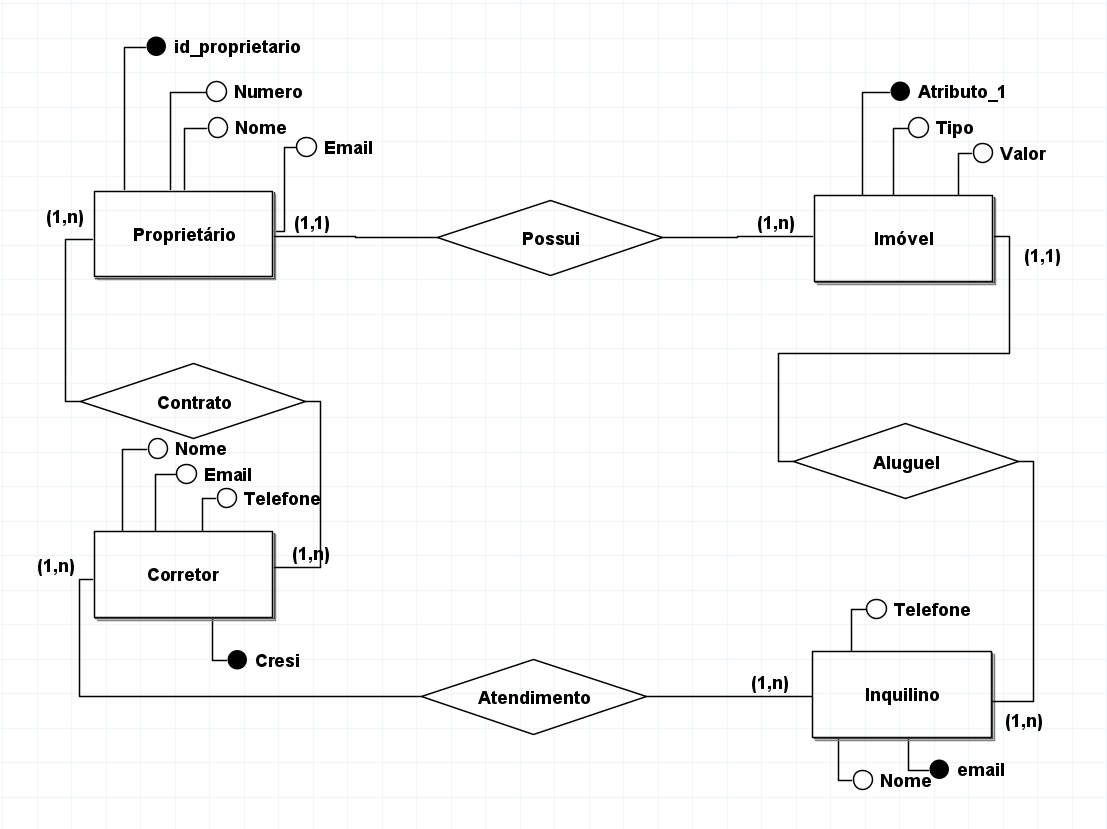 id_proprietario
Numero
Nome
Email
Atributo_1
Tipo
Valor
(1,n)
Proprietário
(1,1)
Possui
(1,n)
Imóvel
(1,1)
Contrato
Nome
Email
Telefone
Aluguel
(1,n)
Corretor
(1,n)
Cresi
Telefone
Atendimento
(1,n)
Inquilino
(1,n)
Nome
email